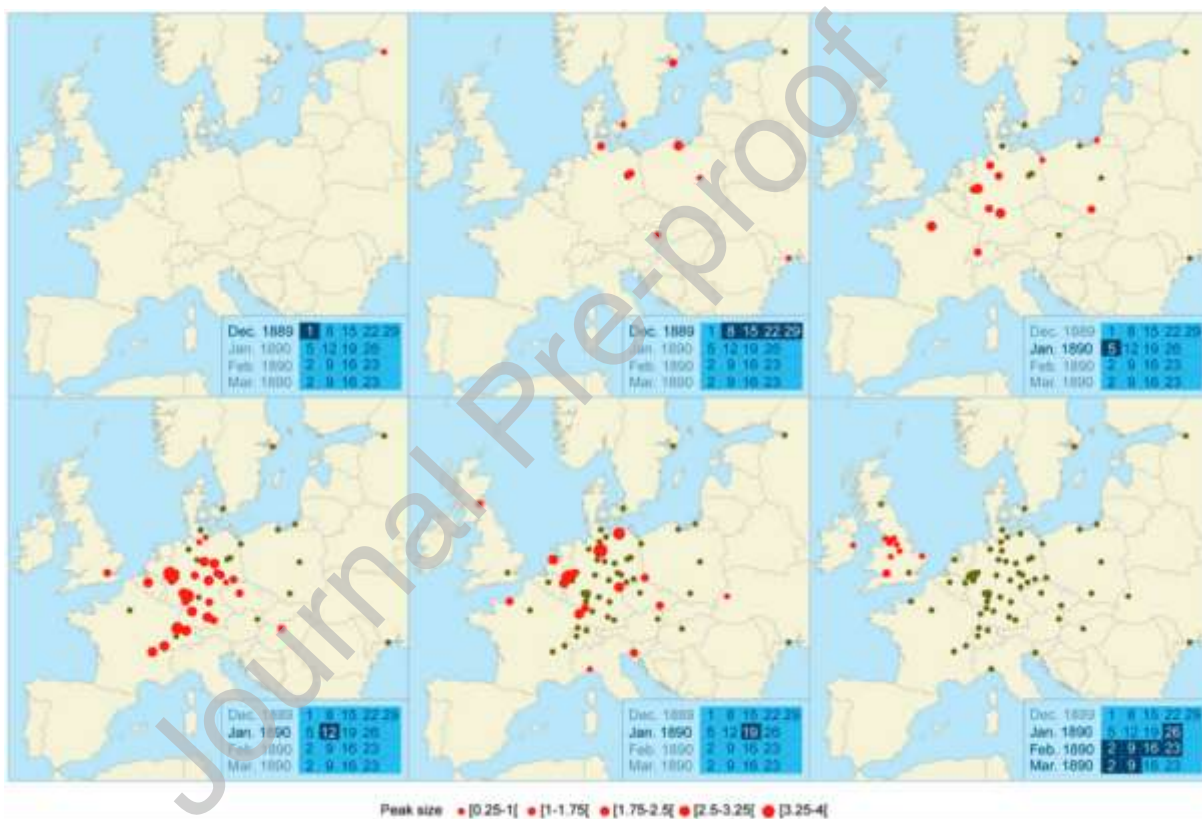 Dec. 1889 1 8 15 22 29
Jan. 1890 5 12 19 26
Feb. 1890 2 9 16 23
Mar. 1890 2 9 16 23
Dec. 1889 1 8 15 22 29
Jan. 1890 5 12 19 26
Feb. 1890 2 9 16 23
Mar. 1890 2 9 16 23
Dec. 1889 1 8 15 22 29
Jan. 1890 5 12 19 26
Feb. 1890 2 9 16 23
Mar. 1890 2 9 16 23
Dec. 1889 1 8 15 22 29
Jan. 1890 5 12 19 26
Feb. 1890 2 9 16 23
Mar. 1890 2 9 16 23
Dec. 1889 1 8 15 22 29
Jan. 1890 5 12 19 26
Feb. 1890 2 9 16 23
Mar. 1890 2 9 16 23
Dec. 1889 1 8 15 22 29
Jan. 1890 5 12 19 26
Feb. 1890 2 9 16 23
Mar. 1890 2 9 16 23
Peak size [0.25-1[ [1-1.75[ [1.75-2.5[ [2.5-3.25[ [3.25-4[
Journal Pre-proof